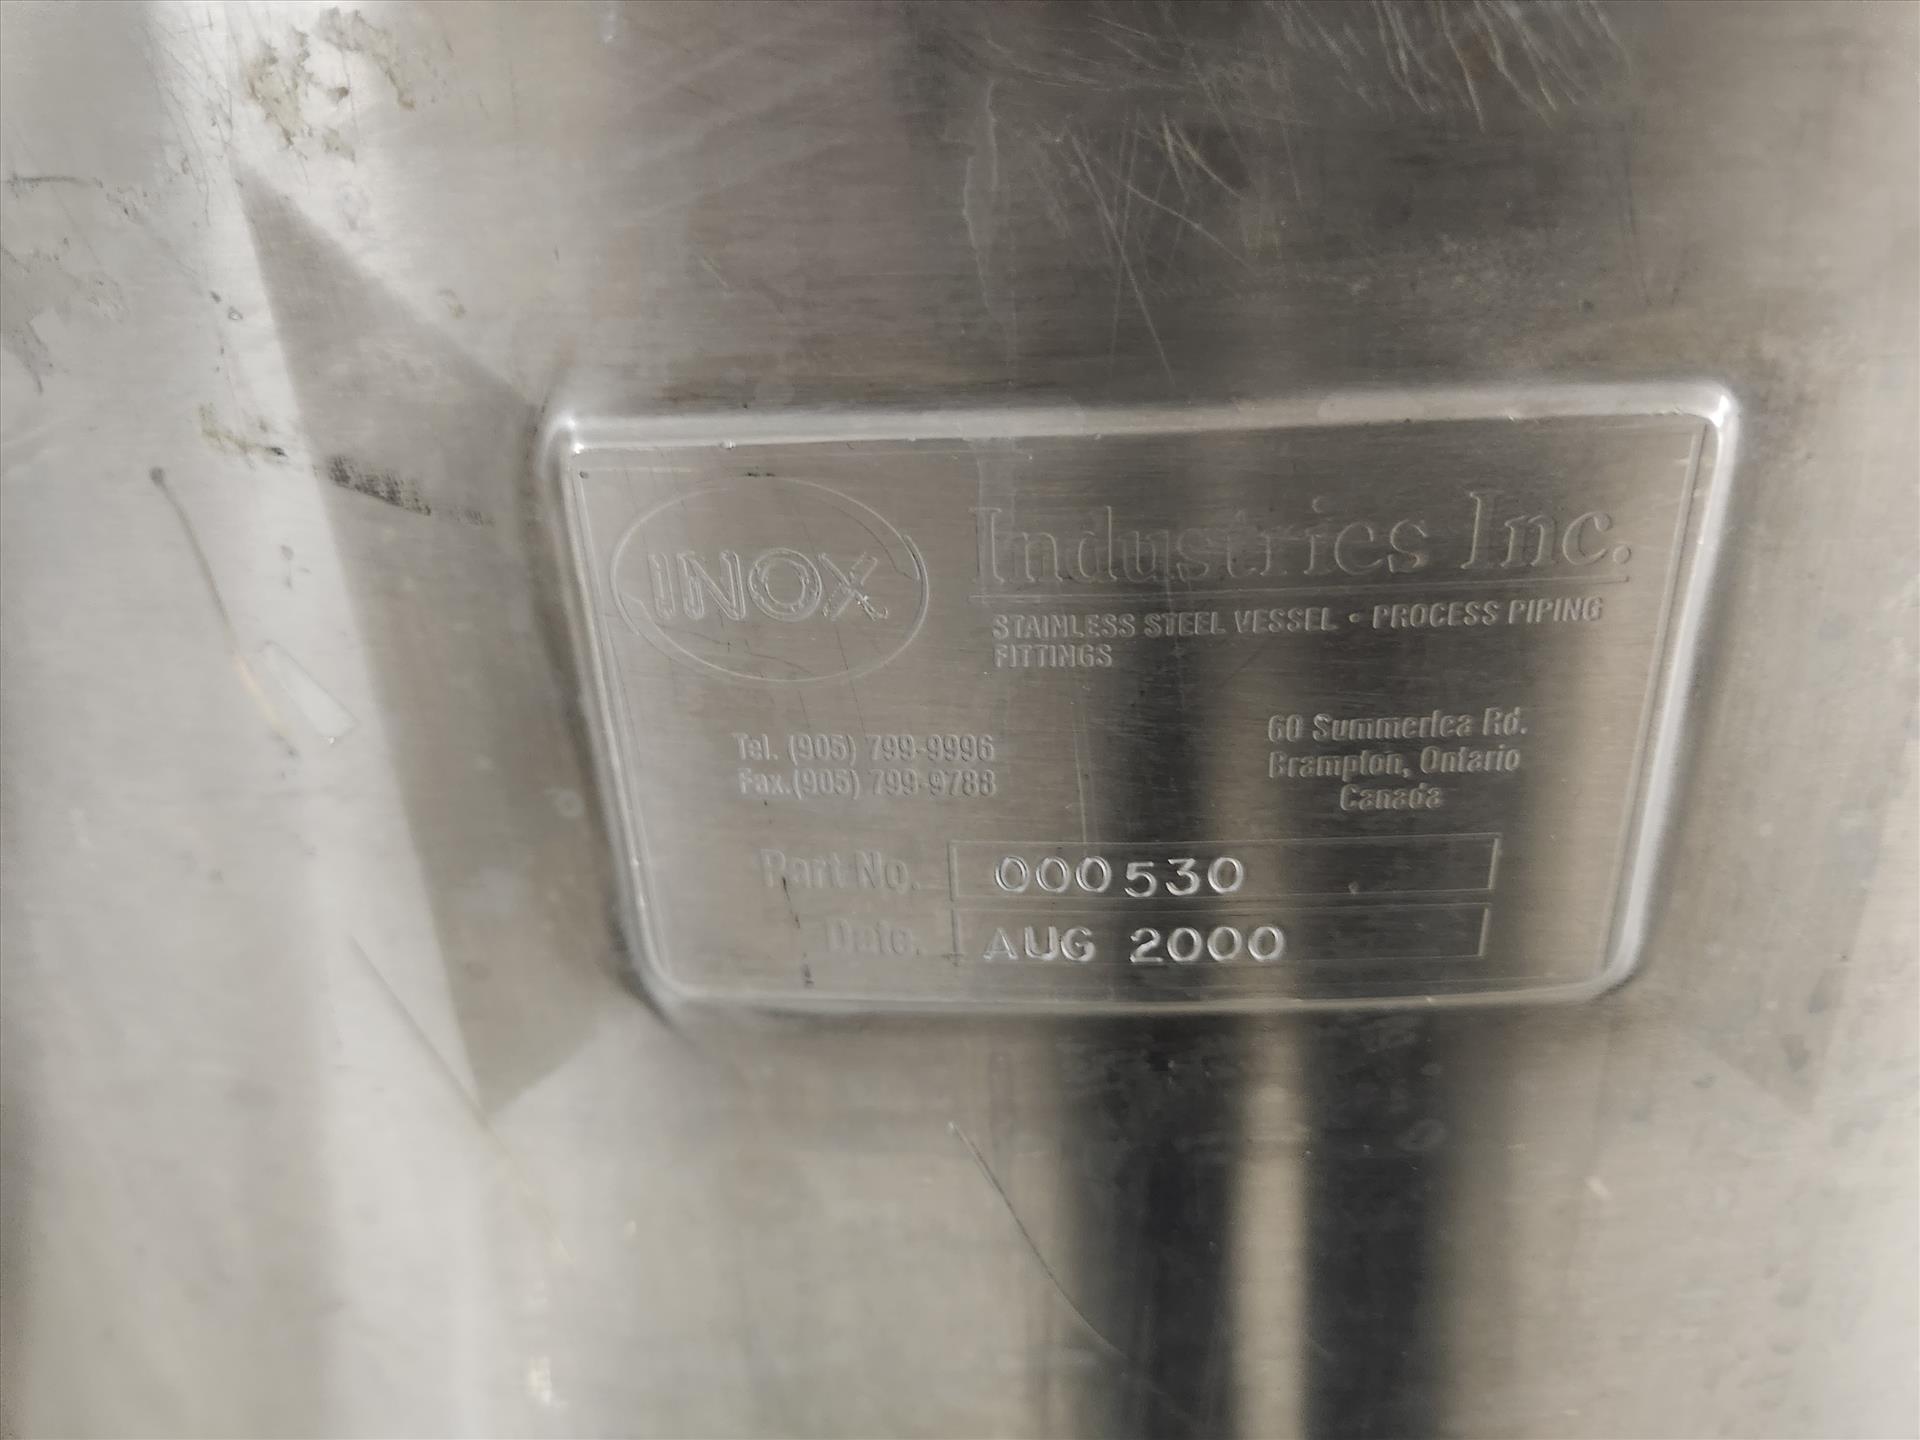 INOX Industries Inc.
STAINLESS STEEL VESSEL • PROCESS PIPING
FITTINGS
Tel. (905) 799-9996
Fax.(905) 799-9788
60 Summerlea Rd.
Brampton, Ontario
Canada
Part No. 000530
Date. AUG 2000